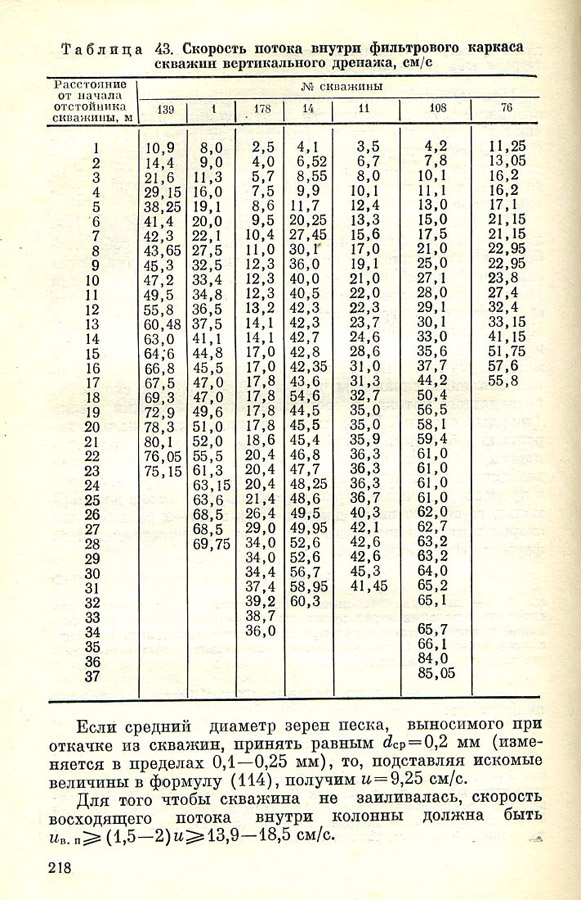 Таблица 43. Скорость потока внутри фильтрового каркаса
скважин вертикального дренажа, см/с
Расстояние
от начала
отстойника
скважины, м
№ скважины
139 1 178 14 11 108 76
1 10,9 8,0 2,5 4,1 3,5 4,2 11,25
2 14,4 9,0 4,0 6,52 6,7 7,8 13,05
3 21,6 11,3 5,7 8,55 8,0 10,1 16,2
4 29,15 16,0 7,5 9,9 10,1 11,1 16,2
5 38,25 19,1 8,6 11,7 12,4 13,0 17,1
6 41,4 20,0 9,5 20,25 13,3 15,0 21,15
7 42,3 22,1 10,4 27,45 15,6 17,5 21,15
8 43,65 27,5 11,0 30,1 17,0 21,0 22,95
9 45,3 32,5 12,3 36,0 19,1 25,0 22,95
10 47,2 33,4 12,3 40,0 21,0 27,1 23,8
11 49,5 34,8 12,3 40,5 22,0 28,0 27,4
12 55,8 36,5 13,2 42,3 22,3 29,1 32,4
13 60,48 37,5 14,1 42,3 23,7 30,1 33,15
14 63,0 41,1 14,1 42,7 24,6 33,0 41,15
15 64,6 44,8 17,0 42,8 28,6 35,6 51,75
16 66,8 45,5 17,0 42,35 31,0 37,7 57,6
17 67,5 47,0 17,8 43,6 31,3 44,2 55,8
18 69,3 47,0 17,8 54,6 32,7 50,4
19 72,9 49,6 17,8 44,5 35,0 56,5
20 78,3 51,0 17,8 45,5 35,0 58,1
21 80,1 52,0 18,6 45,4 35,9 59,4
22 76,05 55,5 20,4 46,8 36,3 61,0
23 75,15 61,3 20,4 47,7 36,3 61,0
24 63,15 20,4 48,25 36,3 61,0
25 63,6 21,4 48,6 36,7 61,0
26 68,5 26,4 49,5 40,3 62,0
27 68,5 29,0 49,95 42,1 62,7
28 69,75 34,0 52,6 42,6 63,2
29 34,0 52,6 42,6 63,2
30 34,4 56,7 45,3 64,0
31 37,4 58,95 41,45 65,2
32 39,2 60,3 65,1
33 38,7
34 36,0 65,7
35 66,1
36 84,0
37 85,05
Если средний диаметр зерен песка, выносимого при
откачке из скважин, принять равным dср=0,2 мм (изме-
няется в пределах 0,1—0,25 мм), то, подставляя искомые
величины в формулу (114), получим u=9,25 см/с.
Для того чтобы скважина не заиливалась, скорость
восходящего потока внутри колонны должна быть
uв. п⩾(1,5—2)u⩾13,9—18,5 см/с.
218